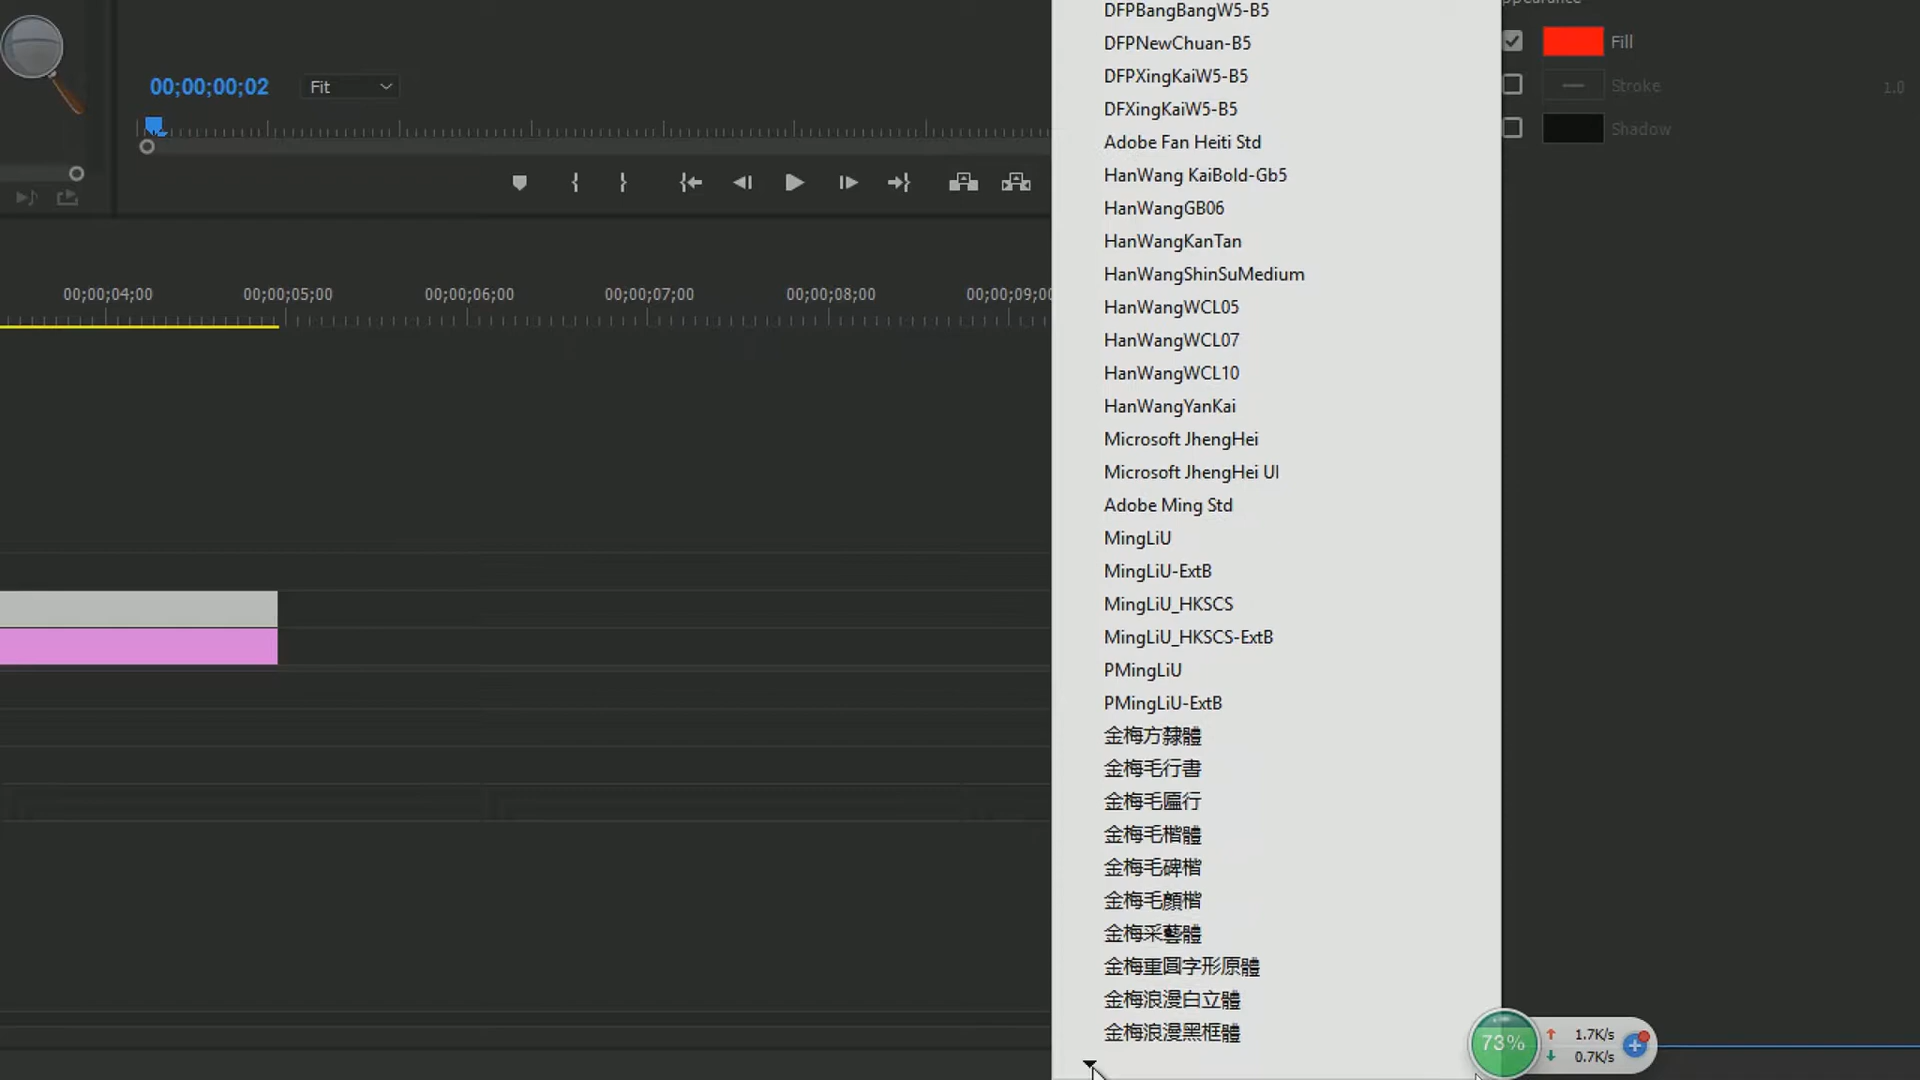 ppearance
00;00;00;02
Fit
Fill
Stroke
1.0
Shadow
00;00;04;00
00;00;05;00
00;00;06;00
00;00;07;00
00;00;08;00
00;00;09;00
DFPBangBangW5-B5
DFPNewChuan-B5
DFPXingKaiW5-B5
DFXingKaiW5-B5
Adobe Fan Heiti Std
HanWang KaiBold-Gb5
HanWangGB06
HanWangKanTan
HanWangShinSuMedium
HanWangWCL05
HanWangWCL07
HanWangWCL10
HanWangYanKai
Microsoft JhengHei
Microsoft JhengHei UI
Adobe Ming Std
MingLiU
MingLiU-ExtB
MingLiU_HKSCS
MingLiU_HKSCS-ExtB
PMingLiU
PMingLiU-ExtB
金梅方隸體
金梅毛行書
金梅毛匾行
金梅毛楷體
金梅毛碑楷
金梅毛顏楷
金梅采藝體
金梅重圓字形原體
金梅浪漫白立體
金梅浪漫黑框體
73%
1.7K/s
0.7K/s